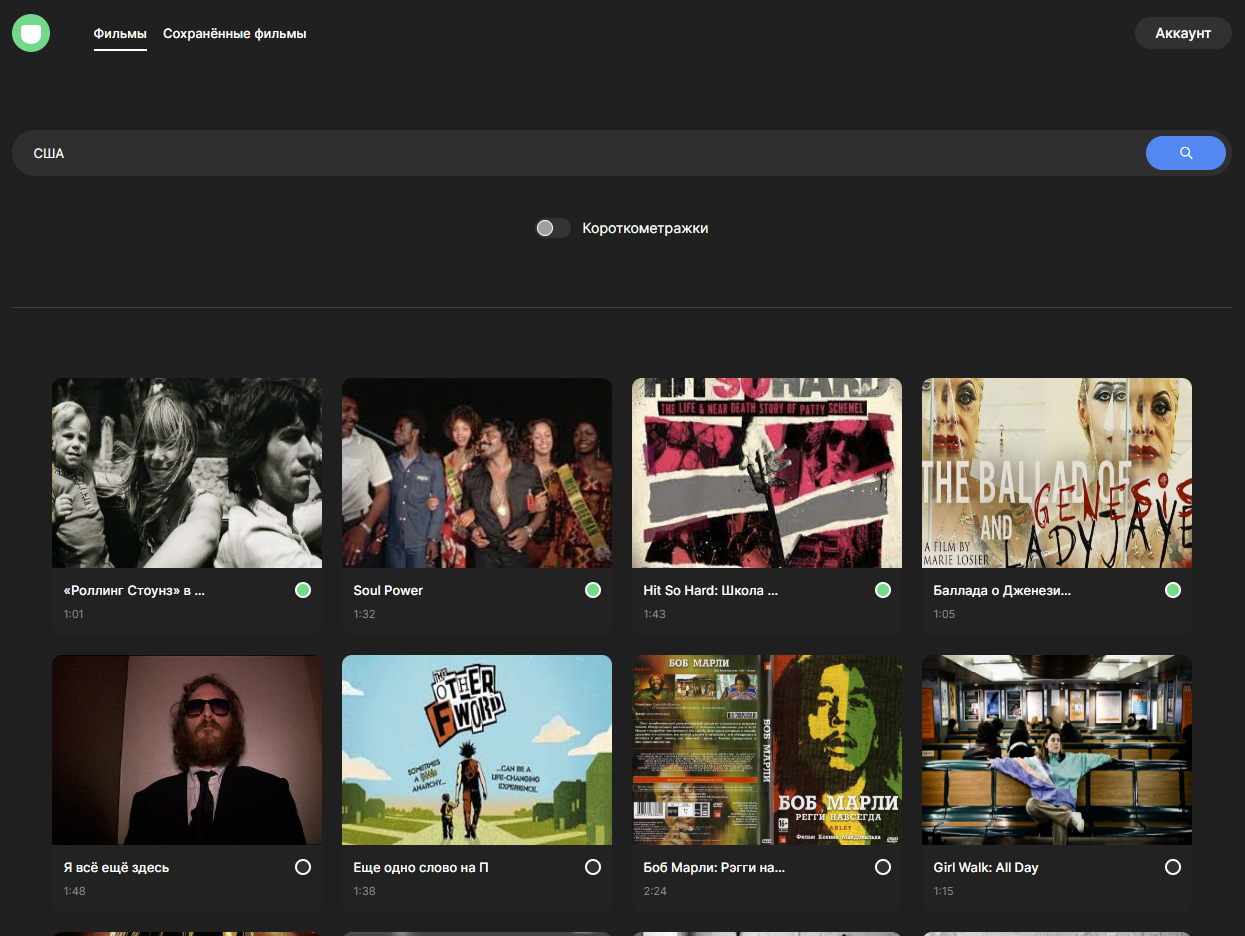 Фильмы
Сохранённые фильмы
Аккаунт
США
Короткометражки
HIT SO HARD
THE LIFE & NEAR DEATH STORY OF PATTY SCHEMEL
THE BALLAD OF
GENESIS
AND
LADY JAYE
A FILM BY
MARIE LOSIER
«Роллинг Стоунз» в ...
1:01
Soul Power
1:32
Hit So Hard: Школа ...
1:43
Баллада о Дженези...
1:05
THE
OTHER
F WORD
SOMETIMES
A little
ANARCHY...
...CAN BE A
LIFE-CHANGING
EXPERIENCE.
БОБ МАРЛИ
БОБ МАРЛИ
БОБ МАРЛИ
РЕГГИ НАВСЕГДА
MARLEY
Фильм Кевина МакДональда
Я всё ещё здесь
1:48
Еще одно слово на П
1:38
Боб Марли: Рэгги на...
2:24
Girl Walk: All Day
1:15